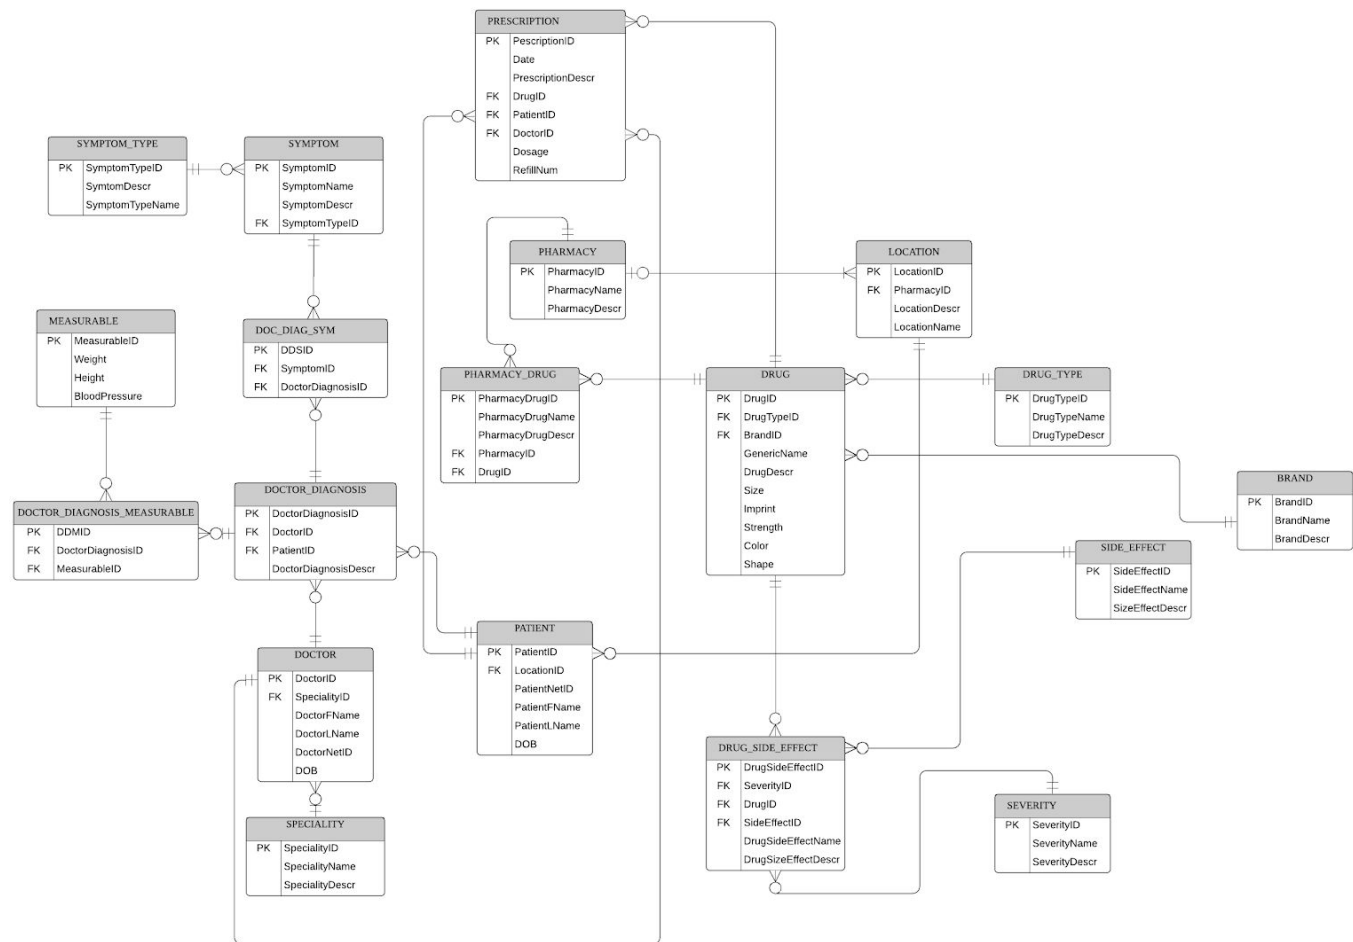 PRESCRIPTION
PK PescriptionID
Date
PrescriptionDescr
FK DrugID
FK PatientID
FK DoctorID
Dosage
RefillNum
SYMPTOM_TYPE
PK SymptomTypeID
SymtomDescr
SymptomTypeName
SYMPTOM
PK SymptomID
SymptomName
SymptomDescr
FK SymptomTypeID
PHARMACY
PK PharmacyID
PharmacyName
PharmacyDescr
LOCATION
PK LocationID
FK PharmacyID
LocationDescr
LocationName
MEASURABLE
PK MeasurableID
Weight
Height
BloodPressure
DOC_DIAG_SYM
PK DDSID
FK SymptomID
FK DoctorDiagnosisID
PHARMACY_DRUG
PK PharmacyDrugID
PharmacyDrugName
PharmacyDrugDescr
FK PharmacyID
FK DrugID
DRUG
PK DrugID
FK DrugTypeID
FK BrandID
GenericName
DrugDescr
Size
Imprint
Strength
Color
Shape
DRUG_TYPE
PK DrugTypeID
DrugTypeName
DrugTypeDescr
BRAND
PK BrandID
BrandName
BrandDescr
DOCTOR_DIAGNOSIS_MEASURABLE
PK DDMID
FK DoctorDiagnosisID
FK MeasurableID
DOCTOR_DIAGNOSIS
PK DoctorDiagnosisID
FK DoctorID
FK PatientID
DoctorDiagnosisDescr
SIDE_EFFECT
PK SideEffectID
SideEffectName
SizeEffectDescr
PATIENT
PK PatientID
FK LocationID
PatientNetID
PatientFName
PatientLName
DOB
DOCTOR
PK DoctorID
FK SpecialityID
DoctorFName
DoctorLName
DoctorNetID
DOB
DRUG_SIDE_EFFECT
PK DrugSideEffectID
FK SeverityID
FK DrugID
FK SideEffectID
DrugSideEffectName
DrugSizeEffectDescr
SEVERITY
PK SeverityID
SeverityName
SeverityDescr
SPECIALITY
PK SpecialityID
SpecialityName
SpecialityDescr